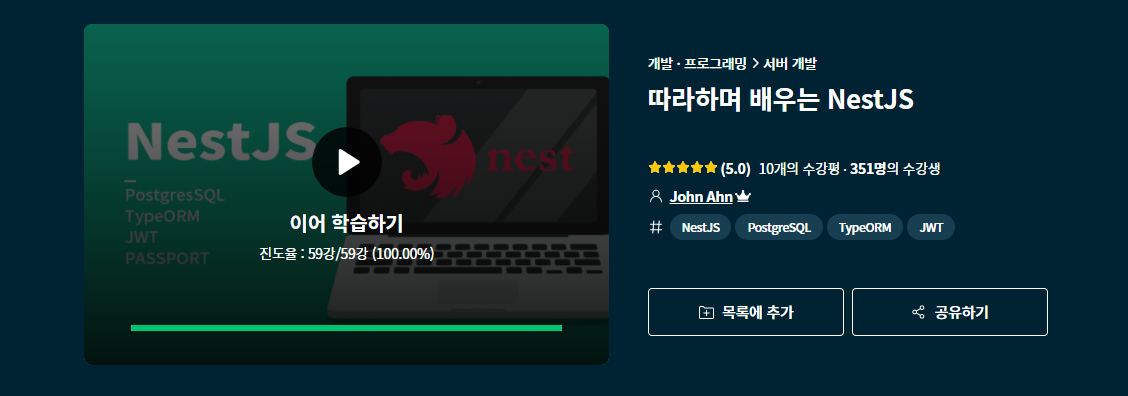 NestJS
PostgresSQL
TypeORM
JWT
PASSPORT
nest
이어 학습하기
진도율 : 59강/59강 (100.00%)
개발 · 프로그래밍 > 서버 개발
따라하며 배우는 NestJS
(5.0) 10개의 수강평 · 351명의 수강생
John Ahn
# NestJS PostgreSQL TypeORM JWT
목록에 추가 공유하기